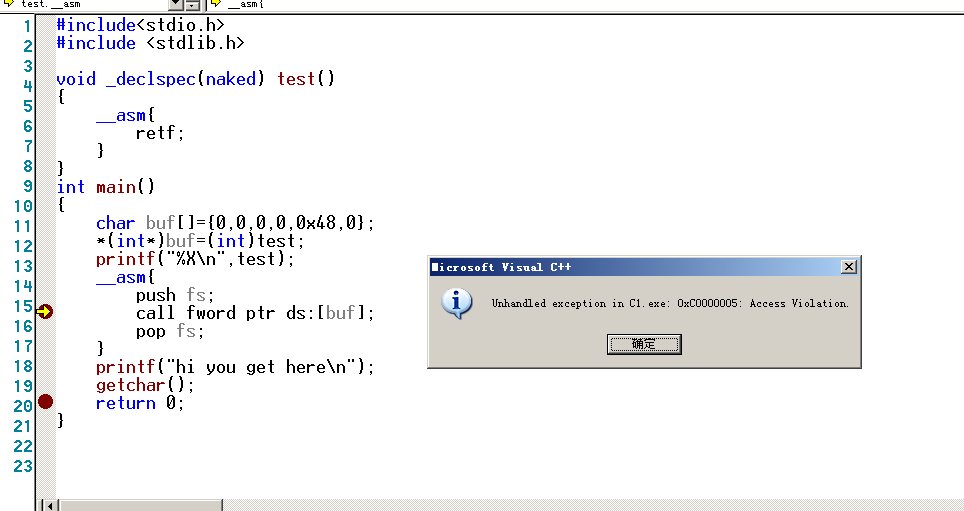 test.__asm __asm{
1 #include<stdio.h>
2 #include <stdlib.h>
3
4 void _declspec(naked) test()
5 {
6 __asm{
7 retf;
8 }
9 }
10 int main()
11 {
12 char buf[]={0,0,0,0,0x48,0};
13 *(int*)buf=(int)test;
14 printf("%X\n",test);
15 __asm{
16 push fs;
17 call fword ptr ds:[buf];
18 pop fs;
19 }
20 printf("hi you get here\n");
21 getchar();
22 return 0;
23 }
Microsoft Visual C++
Unhandled exception in C1.exe: 0xC0000005: Access Violation.
确定